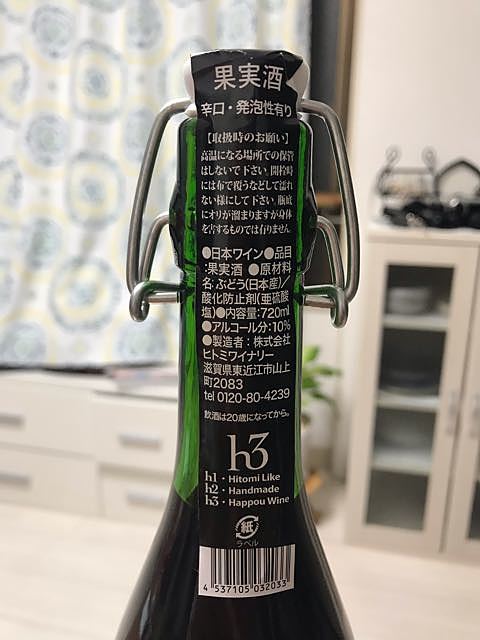 果実酒
辛口・発泡性有り
【取扱時のお願い】
高温になる場所での保管
はしないで下さい。開栓時
には布で覆うなどして濡れ
ない様にして下さい。瓶底
にオリが溜まりますが身体
を害するものでは有りません。
●日本ワイン●品目
:果実酒 ●原材料
名:ぶどう(日本産)/
酸化防止剤(亜硫酸
塩)●内容量:720ml
●アルコール分:10%
●製造者:株式会社
ヒトミワイナリー
滋賀県東近江市山上
町2083
tel 0120-80-4239
飲酒は20歳になってから。
h3
h1・Hitomi Like
h2・Handmade
h3・Happou Wine
紙
ラベル
4 537105 032033